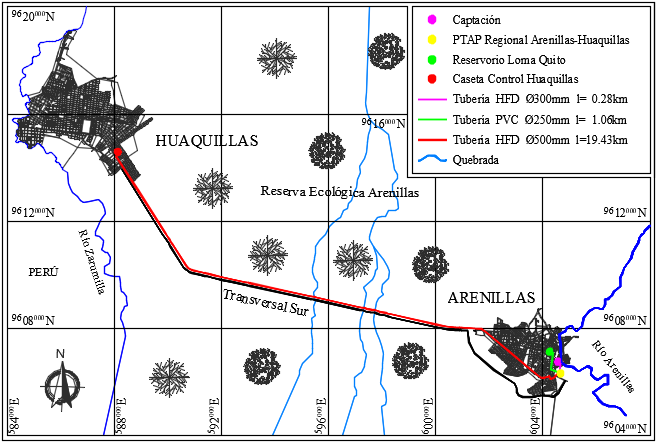 9620000N
Captación
PTAP Regional Arenillas-Huaquillas
Reservorio Loma Quito
Caseta Control Huaquillas
Tubería HFD Ø300mm l= 0.28km
Tubería PVC Ø250mm l= 1.06km
Tubería HFD Ø500mm l=19.43km
Quebrada
9616000N
HUAQUILLAS
Reserva Ecológica Arenillas
9612000N
9612000N
Río Zarumilla
PERÚ
Transversal Sur
ARENILLAS
9608000N
9608000N
Río Arenillas
N
584000E
588000E
592000E
596000E
600000E
604000E
9604000N